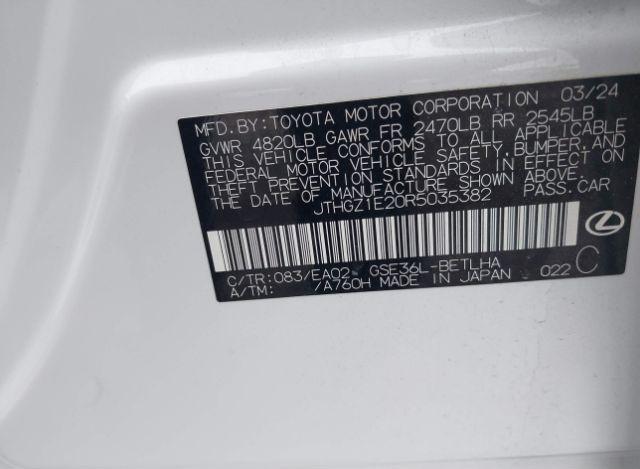 MFD. BY: TOYOTA MOTOR CORPORATION 03/24
GVWR 4820LB GAWR FR 2470LB RR 2545LB
THIS VEHICLE CONFORMS TO ALL APPLICABLE
FEDERAL MOTOR VEHICLE SAFETY, BUMPER, AND
THEFT PREVENTION STANDARDS IN EFFECT ON
THE DATE OF MANUFACTURE SHOWN ABOVE.
JTHGZ1E20R5035382 PASS. CAR
C/TR: 083/EA02 GSE36L-BETLHA 022 C
A/TM: /A760H MADE IN JAPAN